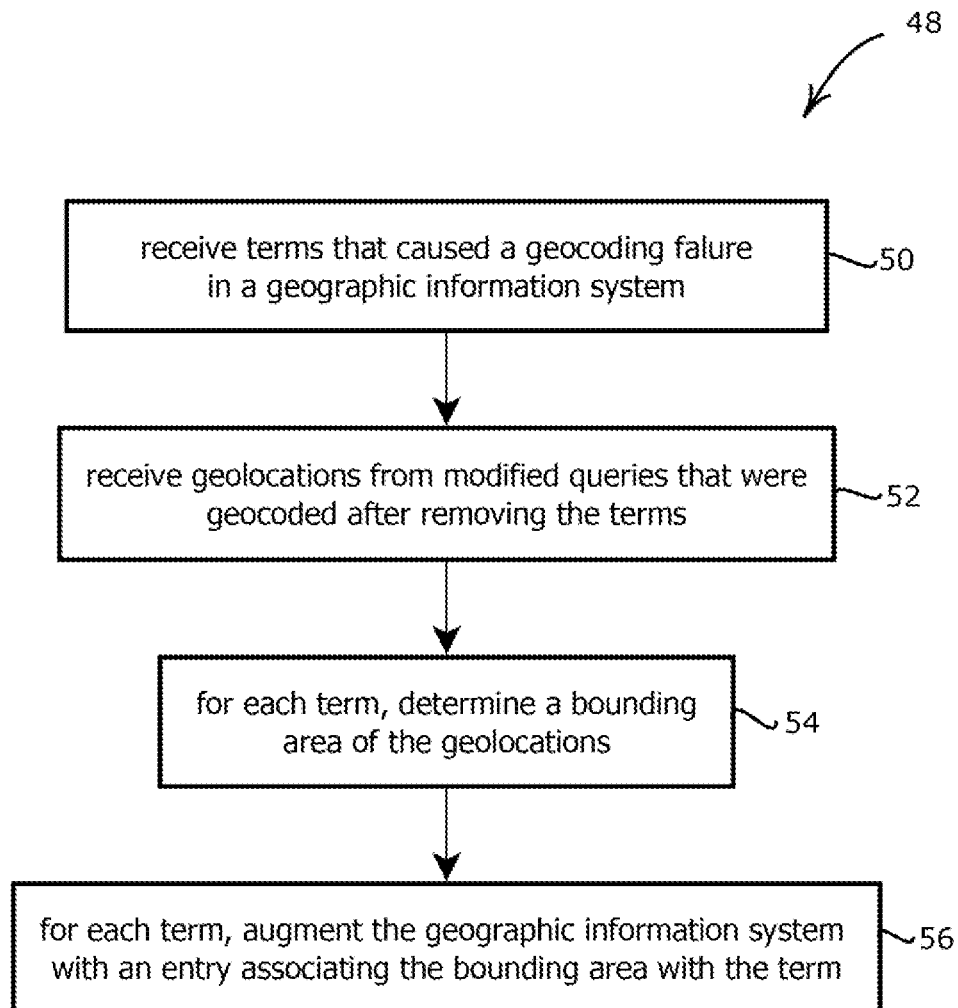 48
receive terms that caused a geocoding falure
in a geographic information system
50
receive geolocations from modified queries that were
geocoded after removing the terms
52
for each term, determine a bounding
area of the geolocations
54
for each term, augment the geographic information system
with an entry associating the bounding area with the term
56